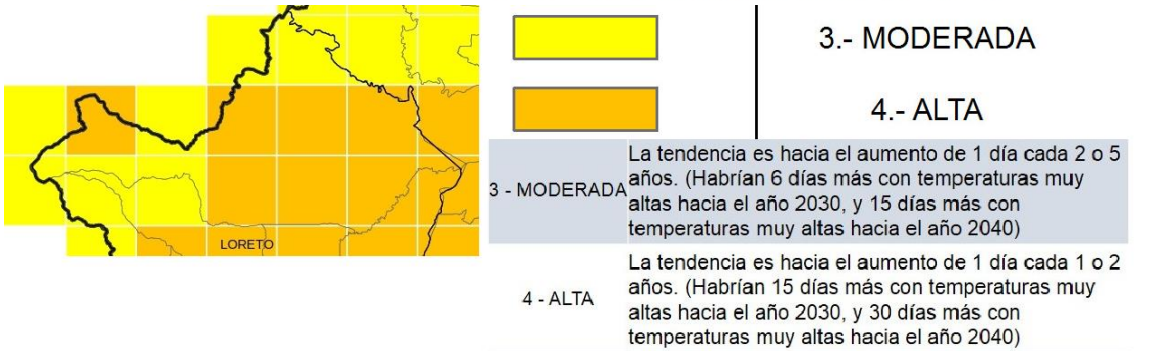 3.- MODERADA
4.- ALTA
LORETO
3 - MODERADA
La tendencia es hacia el aumento de 1 día cada 2 o 5
años. (Habrían 6 días más con temperaturas muy
altas hacia el año 2030, y 15 días más con
temperaturas muy altas hacia el año 2040)
4 - ALTA
La tendencia es hacia el aumento de 1 día cada 1 o 2
años. (Habrían 15 días más con temperaturas muy
altas hacia el año 2030, y 30 días más con
temperaturas muy altas hacia el año 2040)